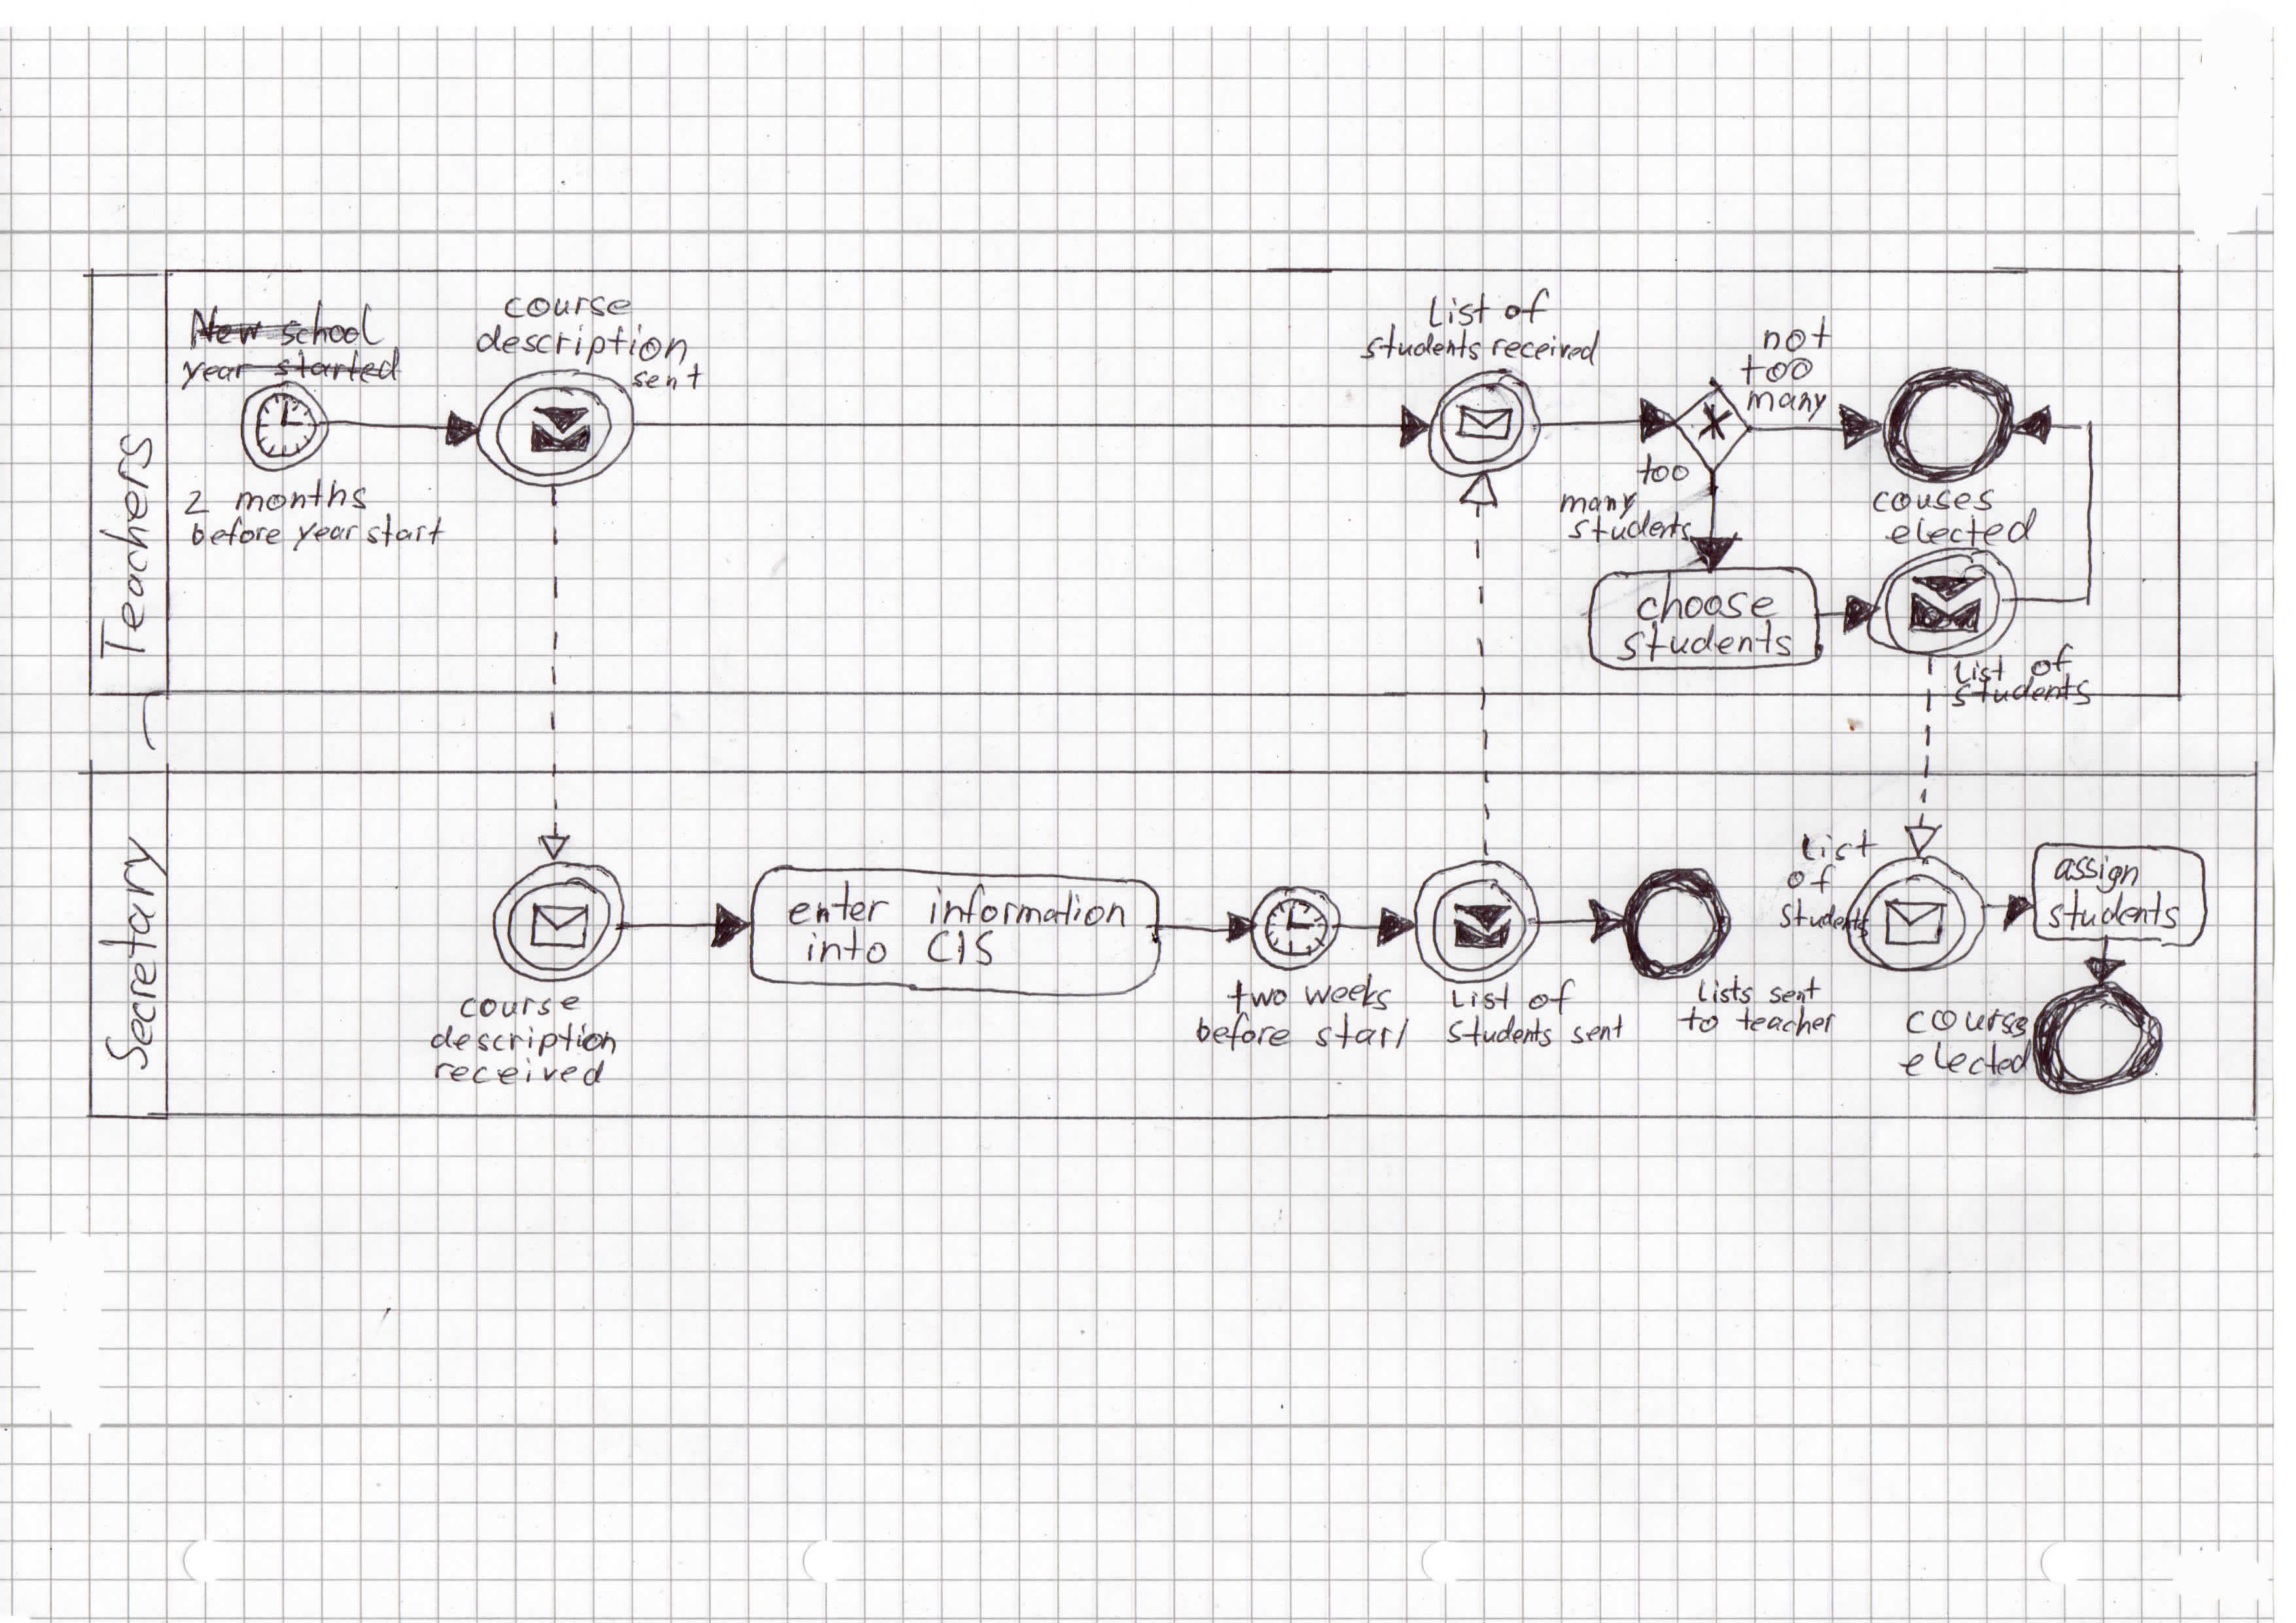 Teachers
New school
year started
2 months
before year start
course
description
sent
List of
students received
not
too
many
too
many
students
couses
elected
choose
students
List of
students
Secretary
course
description
received
enter information
into CIS
two weeks
before start
List of
students sent
Lists sent
to teacher
List
of
students
assign
students
course
elected